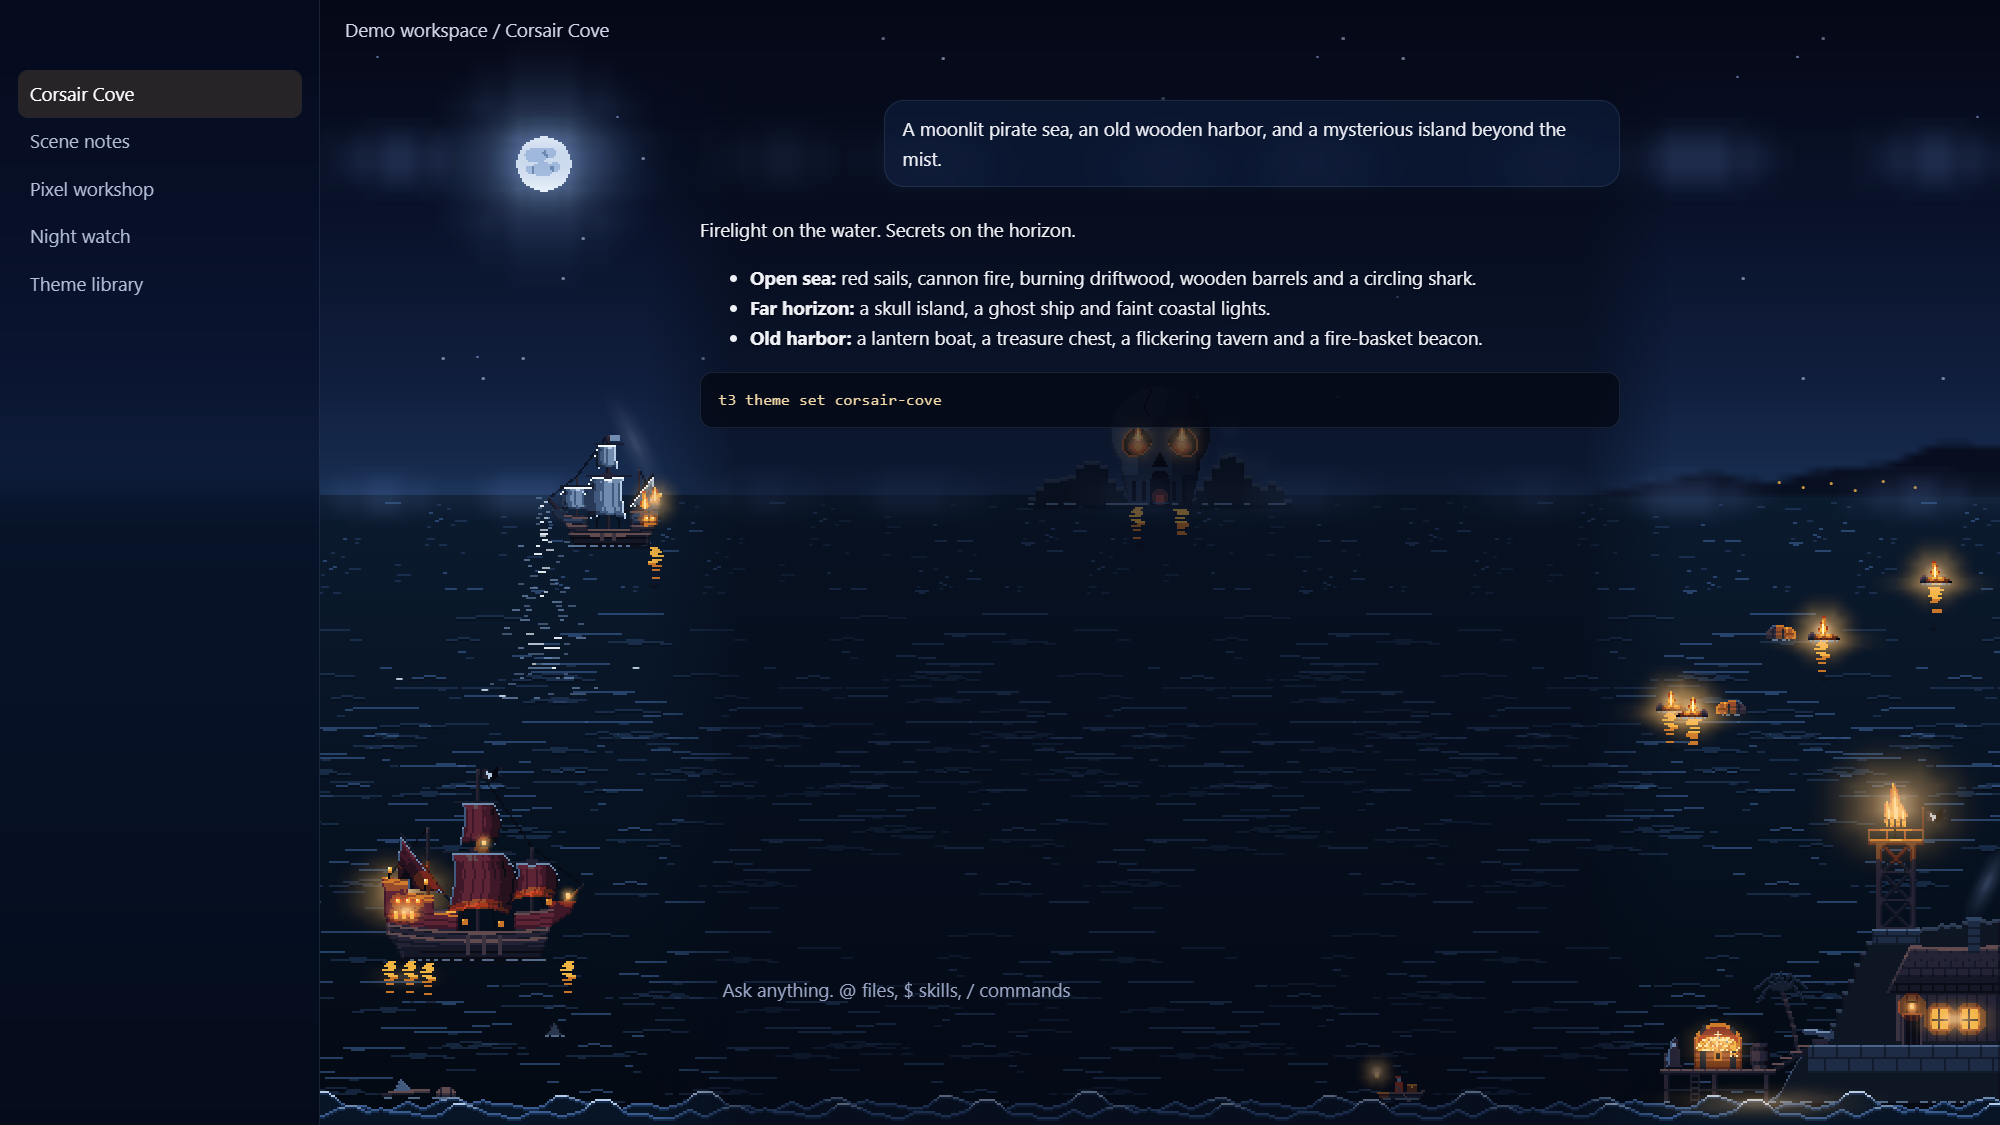 Demo workspace / Corsair Cove
Corsair Cove
Scene notes
Pixel workshop
Night watch
Theme library
A moonlit pirate sea, an old wooden harbor, and a mysterious island beyond the
mist.
Firelight on the water. Secrets on the horizon.
• Open sea: red sails, cannon fire, burning driftwood, wooden barrels and a circling shark.
• Far horizon: a skull island, a ghost ship and faint coastal lights.
• Old harbor: a lantern boat, a treasure chest, a flickering tavern and a fire-basket beacon.
t3 theme set corsair-cove
Ask anything. @ files, $ skills, / commands